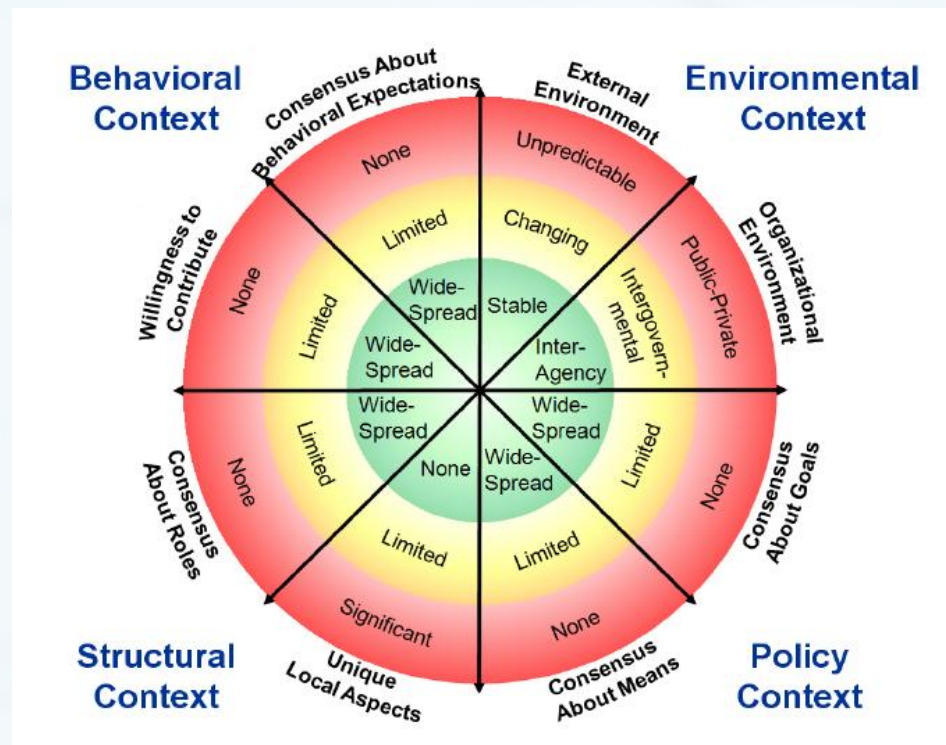 Behavioral
Context
Consensus About
Behavioral Expectations
External
Environment
Environmental
Context
None
Unpredictable
Willingness to
Contribute
Organizational
Environment
Limited
Changing
None
Limited
Intergovern-
mental
Public-Private
Wide-
Spread
Stable
Wide-
Spread
Inter-
Agency
Wide-
Spread
Wide-
Spread
None
Wide-
Spread
None
Limited
Limited
None
Consensus
About Roles
Consensus
About Goals
Limited
Limited
Significant
None
Structural
Context
Unique
Local Aspects
Consensus
About Means
Policy
Context